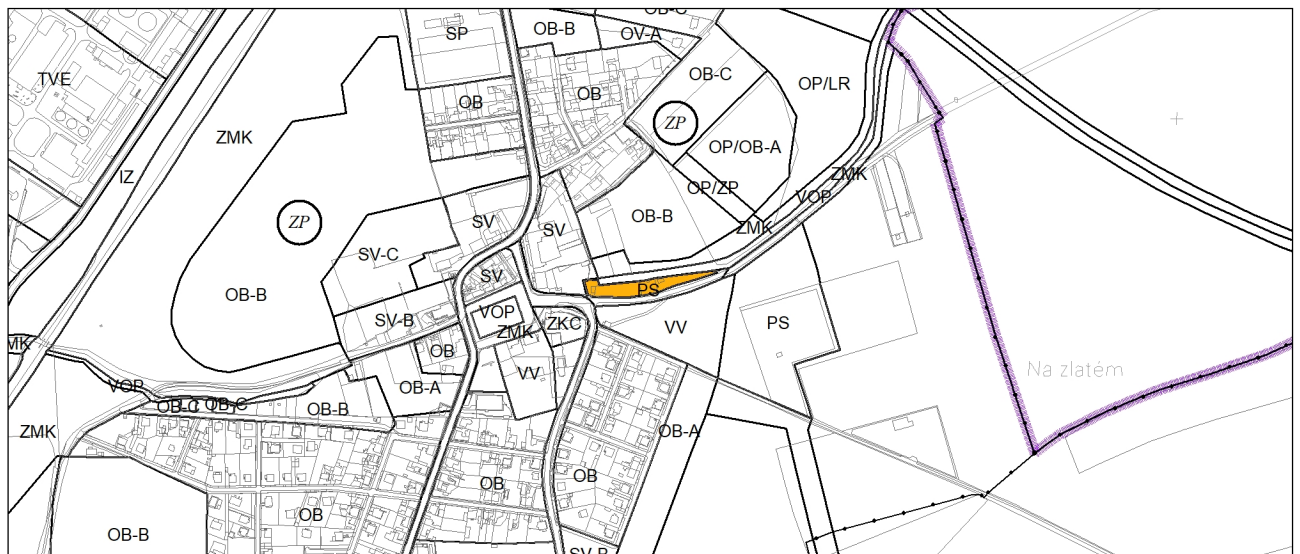 OB-C
SP
OB-B
OV-A
TVE
OB-C
OP/LR
OB
OB
ZMK
ZP
OP/OB-A
IZ
ZMK
OP/ZP
VOP
ZP
SV
OB-B
SV
ZMK
SV-C
SV
OB-B
PS
VOP
SV-B
ZMK
ZKC
VV
PS
OB
MK
VV
Na zlatém
VOP
OB-A
OB-C
OB-C
OB-B
ZMK
OB-A
OB
OB
OB
OB-B
SV-B